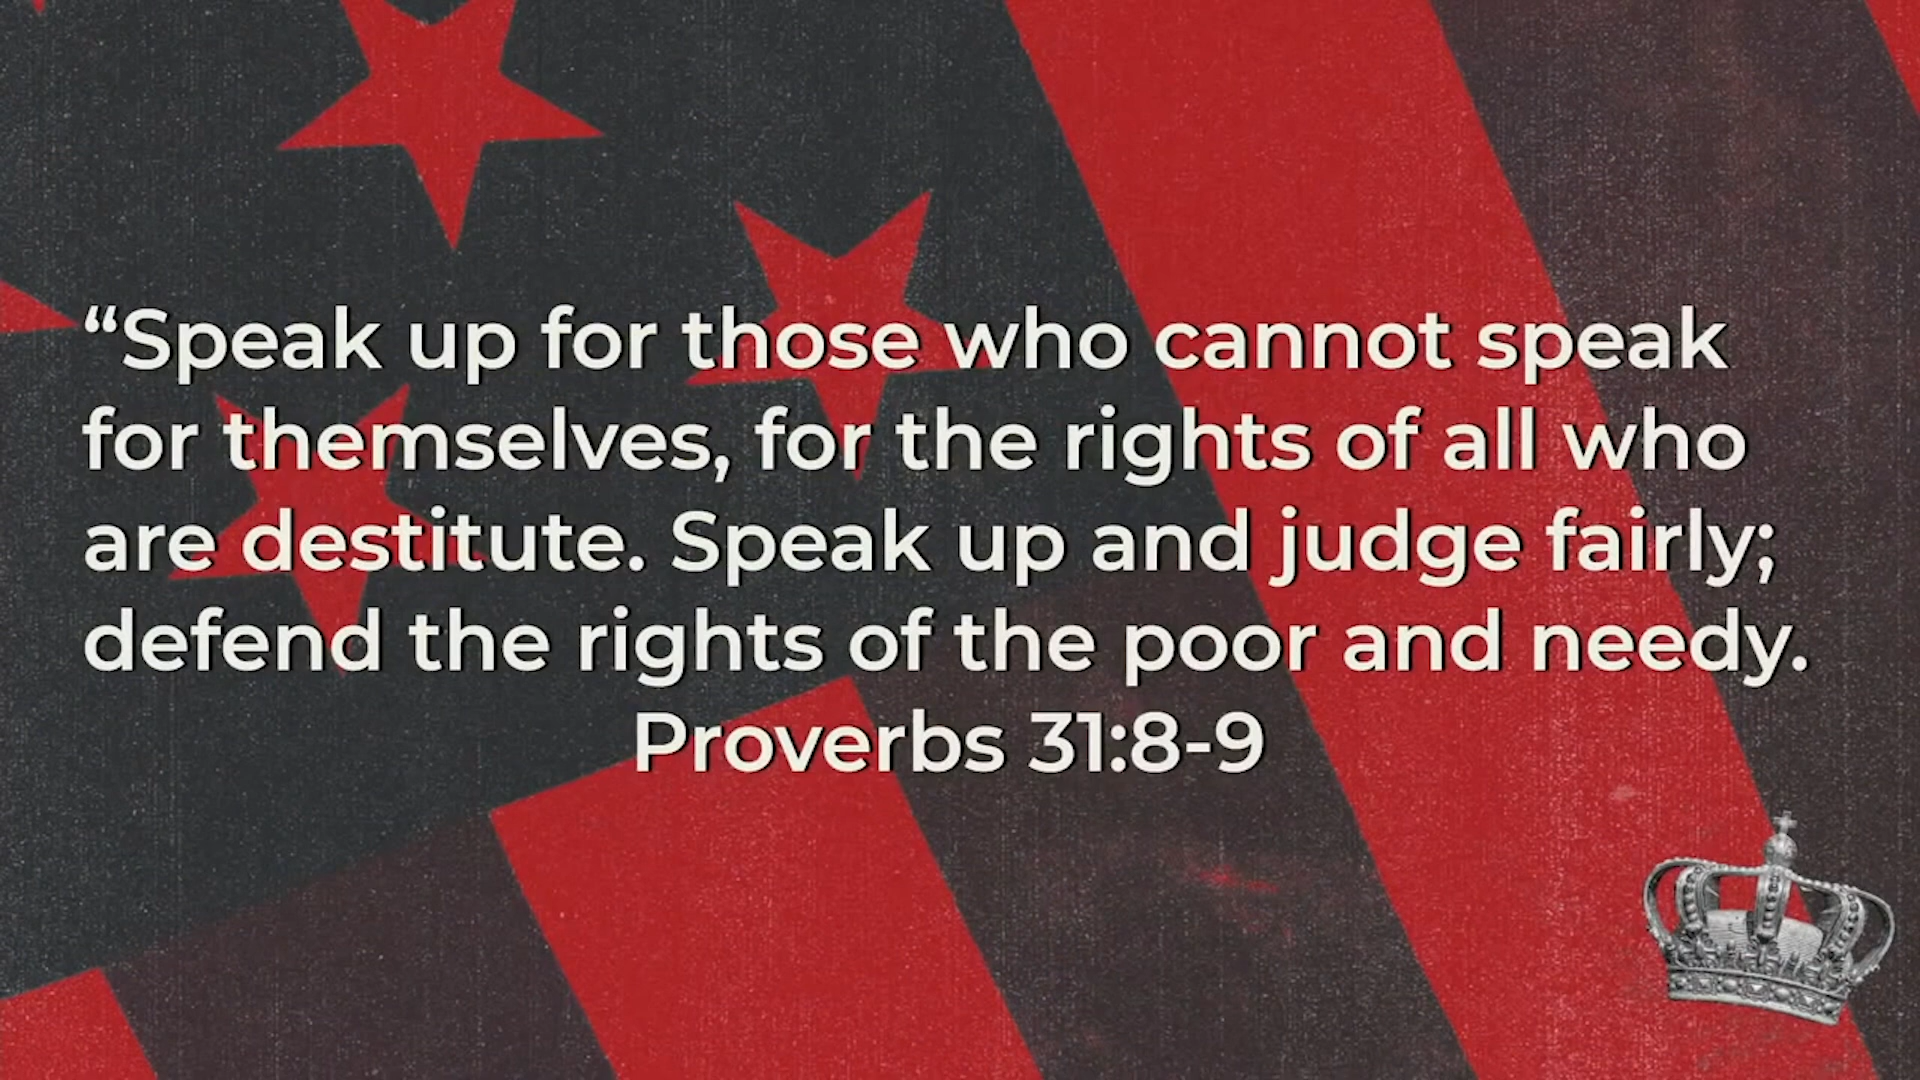 “Speak up for those who cannot speak
for themselves, for the rights of all who
are destitute. Speak up and judge fairly;
defend the rights of the poor and needy.
Proverbs 31:8-9